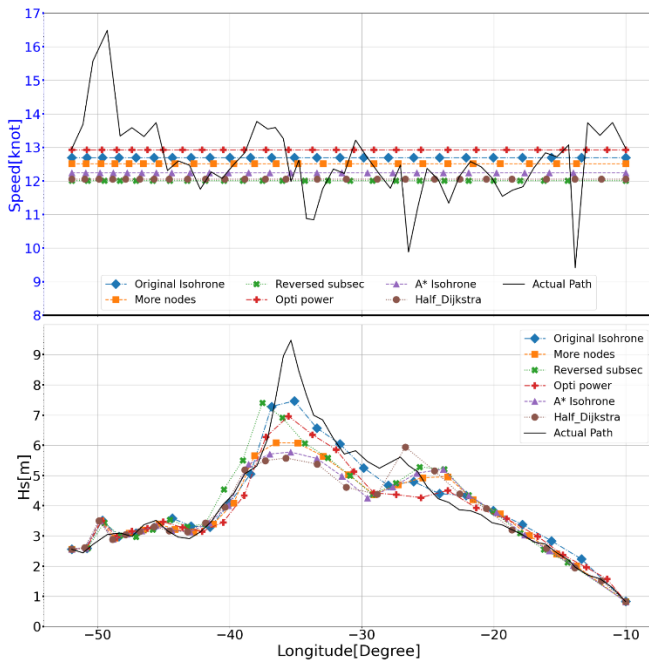 Speed[knot]
17
16
15
14
13
12
11
10
9
8
Original Isohrone
Reversed subsec
A* Isohrone
Actual Path
More nodes
Opti power
Half_Dijkstra
Hs[m]
9
8
7
6
5
4
3
2
1
0
Original Isohrone
More nodes
Reversed subsec
Opti power
A* Isohrone
Half_Dijkstra
Actual Path
−50
−40
−30
−20
−10
Longitude[Degree]